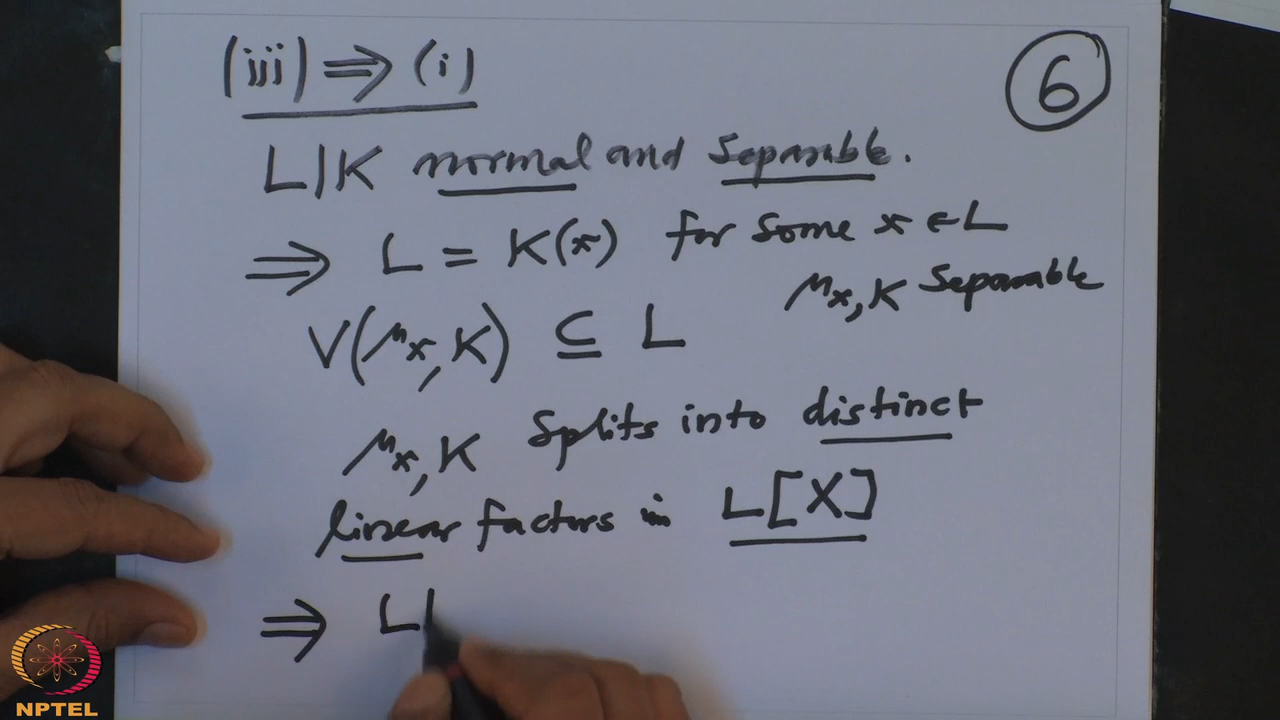 (iii) ⇒ (i)
6
L|K normal and separable.
⇒ L = K(x) for some x ∈ L
μx,K separable
V(μx,K) ⊆ L
μx,K splits into distinct
linear factors in L[X]
⇒ L|
NPTEL